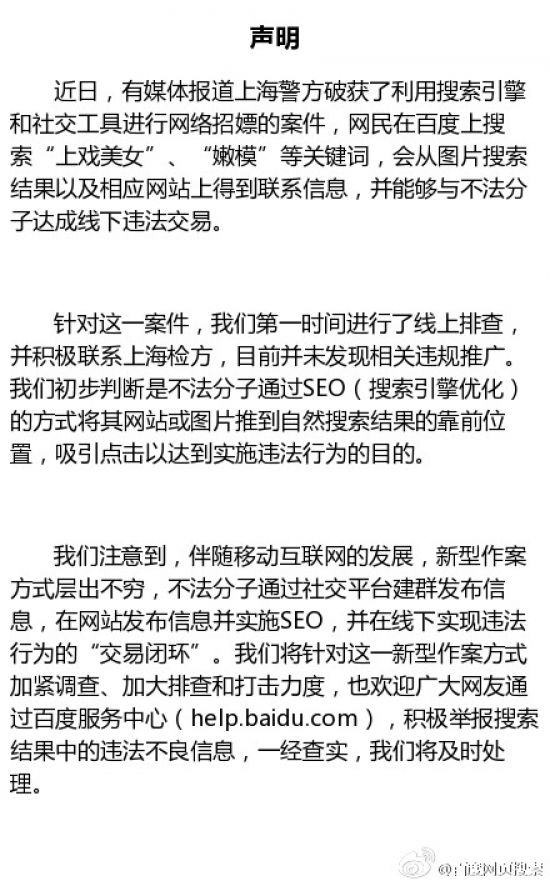 声明
近日，有媒体报道上海警方破获了利用搜索引擎
和社交工具进行网络招嫖的案件，网民在百度上搜
索“上戏美女”、“嫩模”等关键词，会从图片搜索
结果以及相应网站上得到联系信息，并能够与不法分
子达成线下违法交易。
针对这一案件，我们第一时间进行了线上排查，
并积极联系上海检方，目前并未发现相关违规推广。
我们初步判断是不法分子通过SEO（搜索引擎优化）
的方式将其网站或图片推到自然搜索结果的靠前位
置，吸引点击以达到实施违法行为的目的。
我们注意到，伴随移动互联网的发展，新型作案
方式层出不穷，不法分子通过社交平台建群发布信
息，在网站发布信息并实施SEO，并在线下实现违法
行为的“交易闭环”。我们将针对这一新型作案方式
加紧调查、加大排查和打击力度，也欢迎广大网友通
过百度服务中心（help.baidu.com），积极举报搜索
结果中的违法不良信息，一经查实，我们将及时处
理。
@百度网页搜索